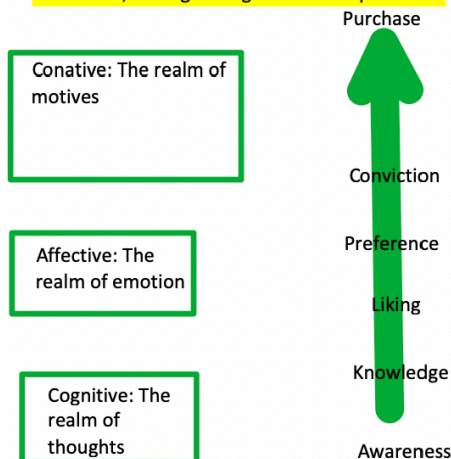 Purchase
Conative: The realm of
motives
Conviction
Preference
Affective: The
realm of emotion
Liking
Knowledge
Cognitive: The
realm of
thoughts
Awareness